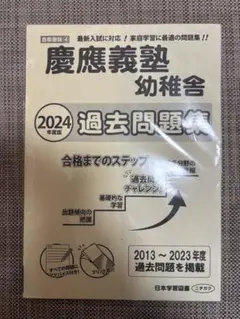 最新入試に対応！家庭学習に最適の問題集！！
慶應義塾
幼稚舎
2024
年度版
過去問題集
合格までのステップ
過去問に
チャレンジ！
基礎的な
学習
出題傾向の
把握
2013～2023年度
過去問題を掲載
日本学習図書
ニチガク